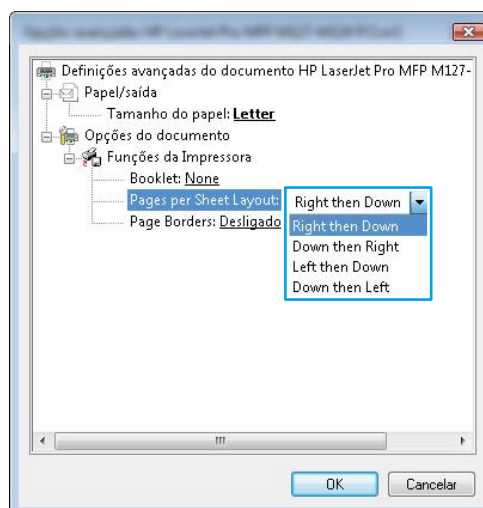 Definições avançadas do documento HP LaserJet Pro MFP M127-
Papel/saída
Tamanho do papel: Letter
Opções do documento
Funções da Impressora
Booklet: None
Pages per Sheet Layout: Right then Down
Page Borders: Desligado Right then Down
Down then Right
Left then Down
Down then Left
OK Cancelar